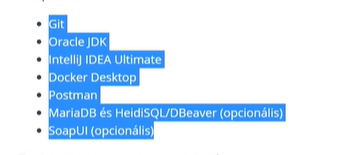 Git
Oracle JDK
IntelliJ IDEA Ultimate
Docker Desktop
Postman
MariaDB és HeidiSQL/DBeaver (opcionális)
SoapUI (opcionális)